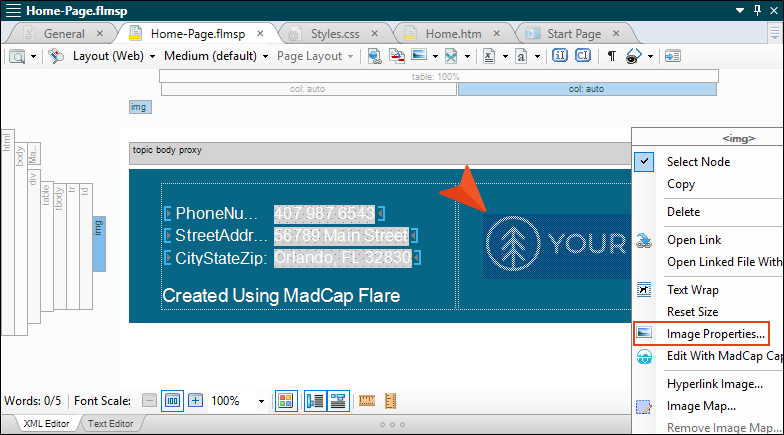 Home-Page.flmsp
General
Home-Page.flmsp
Styles.css
Home.htm
Start Page
Layout (Web)
Medium (default)
Page Layout
table: 100%
col: auto
col: auto
img
html
body
Ma...
div
table
tbody
tr
td
img
topic body proxy
PhoneNu... 407.987.6543
StreetAddr... 56789 Main Street
CityStateZip: Orlando, FL 32830
Created Using MadCap Flare
YOUR
<img>
Select Node
Copy
Delete
Open Link
Open Linked File With
Text Wrap
Reset Size
Image Properties...
Edit With MadCap Cap
Hyperlink Image...
Image Map...
Remove Image Map...
Words: 0/5
Font Scale:
100
100%
XML Editor
Text Editor